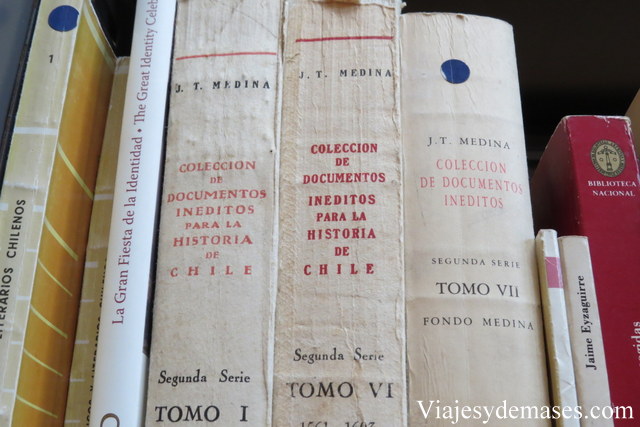 1
LITERARIOS CHILENOS
La Gran Fiesta de la Identidad • The Great Identity
J. T. MEDINA
COLECCION
DE
DOCUMENTOS
INEDITOS
PARA LA
HISTORIA
DE
CHILE
Segunda Serie
TOMO I
J. T. MEDINA
COLECCION
DE
DOCUMENTOS
INEDITOS
PARA LA
HISTORIA
DE
CHILE
Segunda Serie
TOMO VI
J. T. MEDINA
COLECCION
DE DOCUMENTOS
INEDITOS
SEGUNDA SERIE
TOMO VII
FONDO MEDINA
Jaime Eyzaguirre
BIBLIOTECA
NACIONAL
Viajesydemases.com